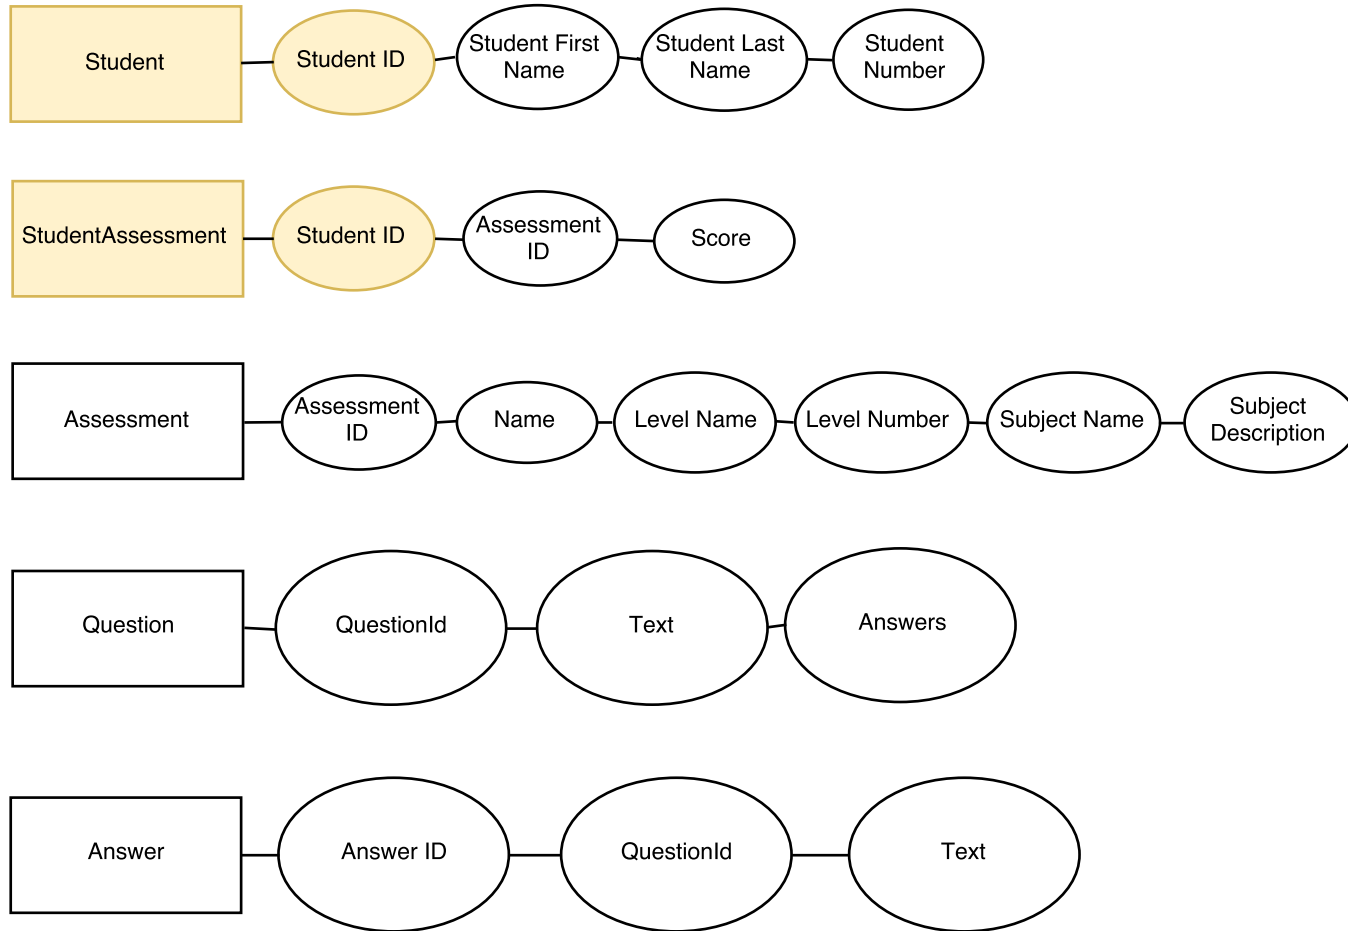 Student
Student ID
Student First
Name
Student Last
Name
Student
Number
StudentAssessment
Student ID
Assessment
ID
Score
Assessment
Assessment
ID
Name
Level Name
Level Number
Subject Name
Subject
Description
Question
QuestionId
Text
Answers
Answer
Answer ID
QuestionId
Text